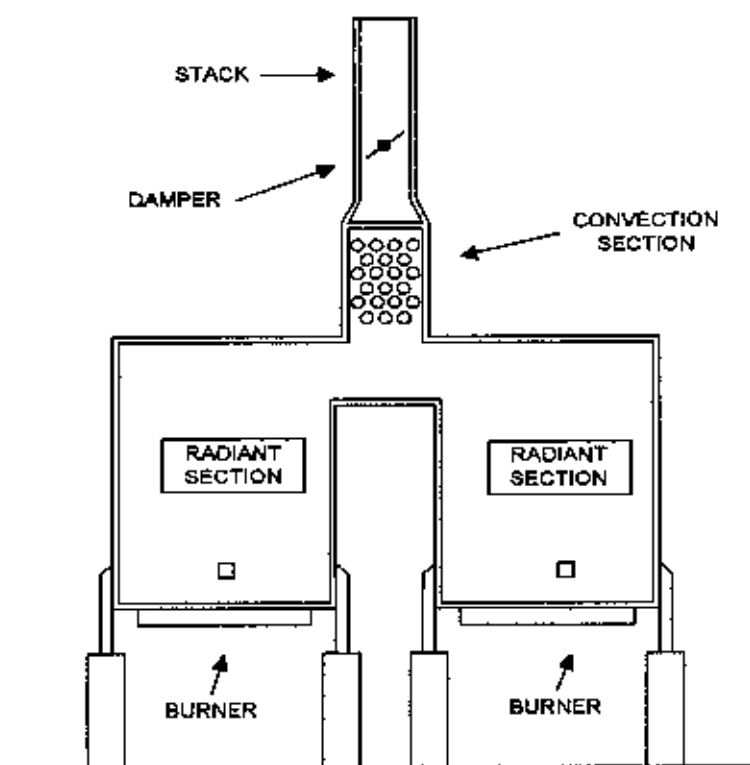 STACK
DAMPER
CONVECTION
SECTION
RADIANT
SECTION
RADIANT
SECTION
BURNER
BURNER